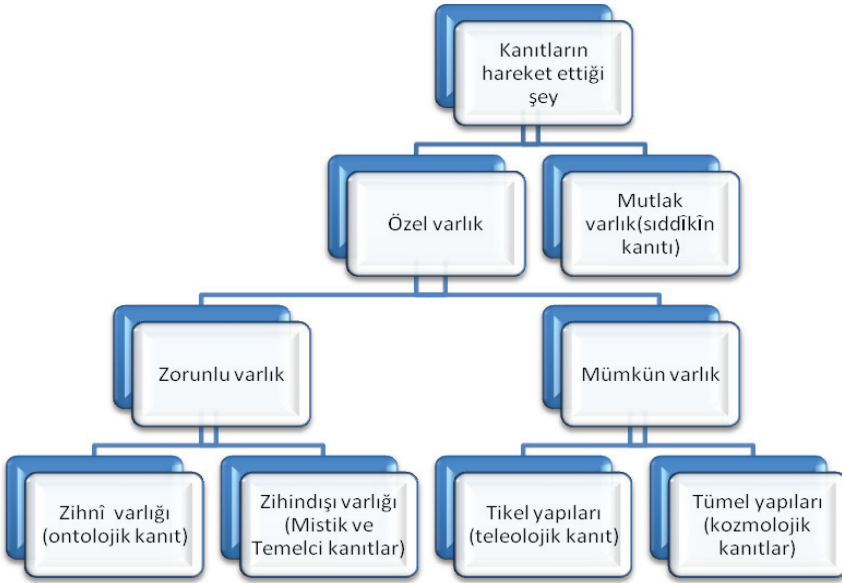 Kanıtların
hareket ettiği
şey
Özel varlık
Mutlak
varlık(sıddîkîn
kanıtı)
Zorunlu varlık
Mümkün varlık
Zihnî varlığı
(ontolojik kanıt)
Zihindışı varlığı
(Mistik ve
Temelci kanıtlar)
Tikel yapıları
(teleolojik kanıt)
Tümel yapıları
(kozmolojik
kanıtlar)